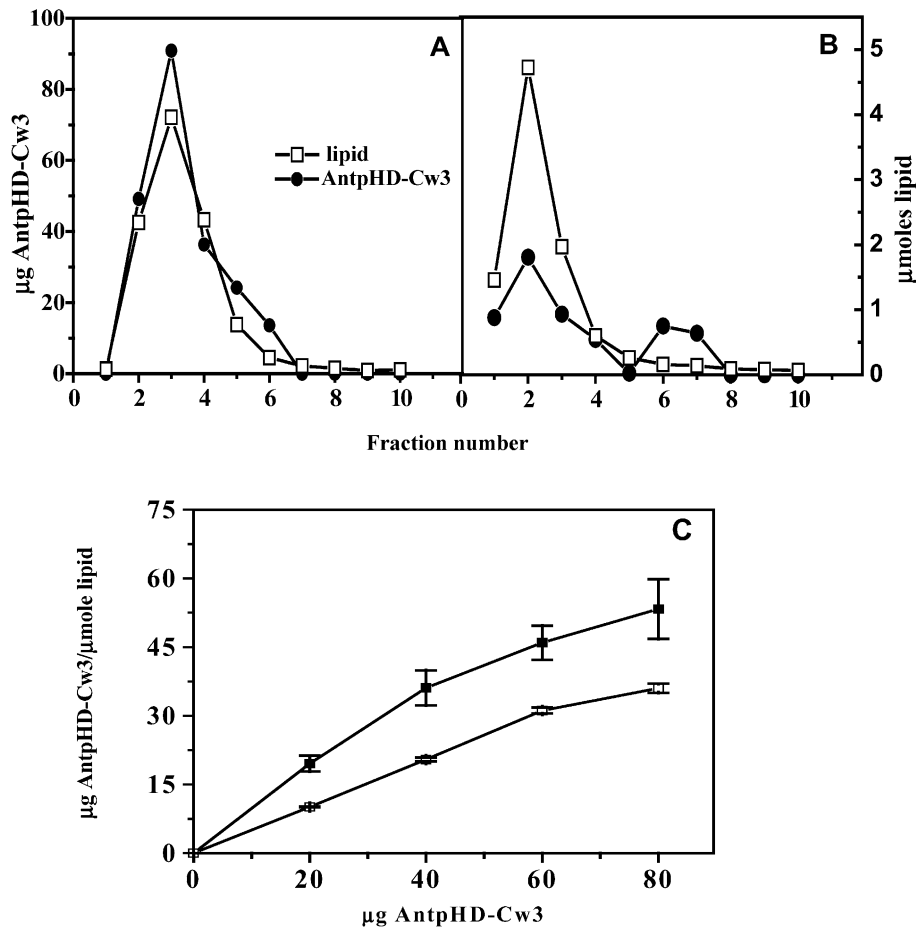 A
B
100
80
60
40
20
0
µg AntpHD-Cw3
lipid
AntpHD-Cw3
5
4
3
2
1
0
µmoles lipid
0 2 4 6 8 10
0 2 4 6 8 10
Fraction number
C
75
60
45
30
15
0
µg AntpHD-Cw3/µmole lipid
0 20 40 60 80
µg AntpHD-Cw3